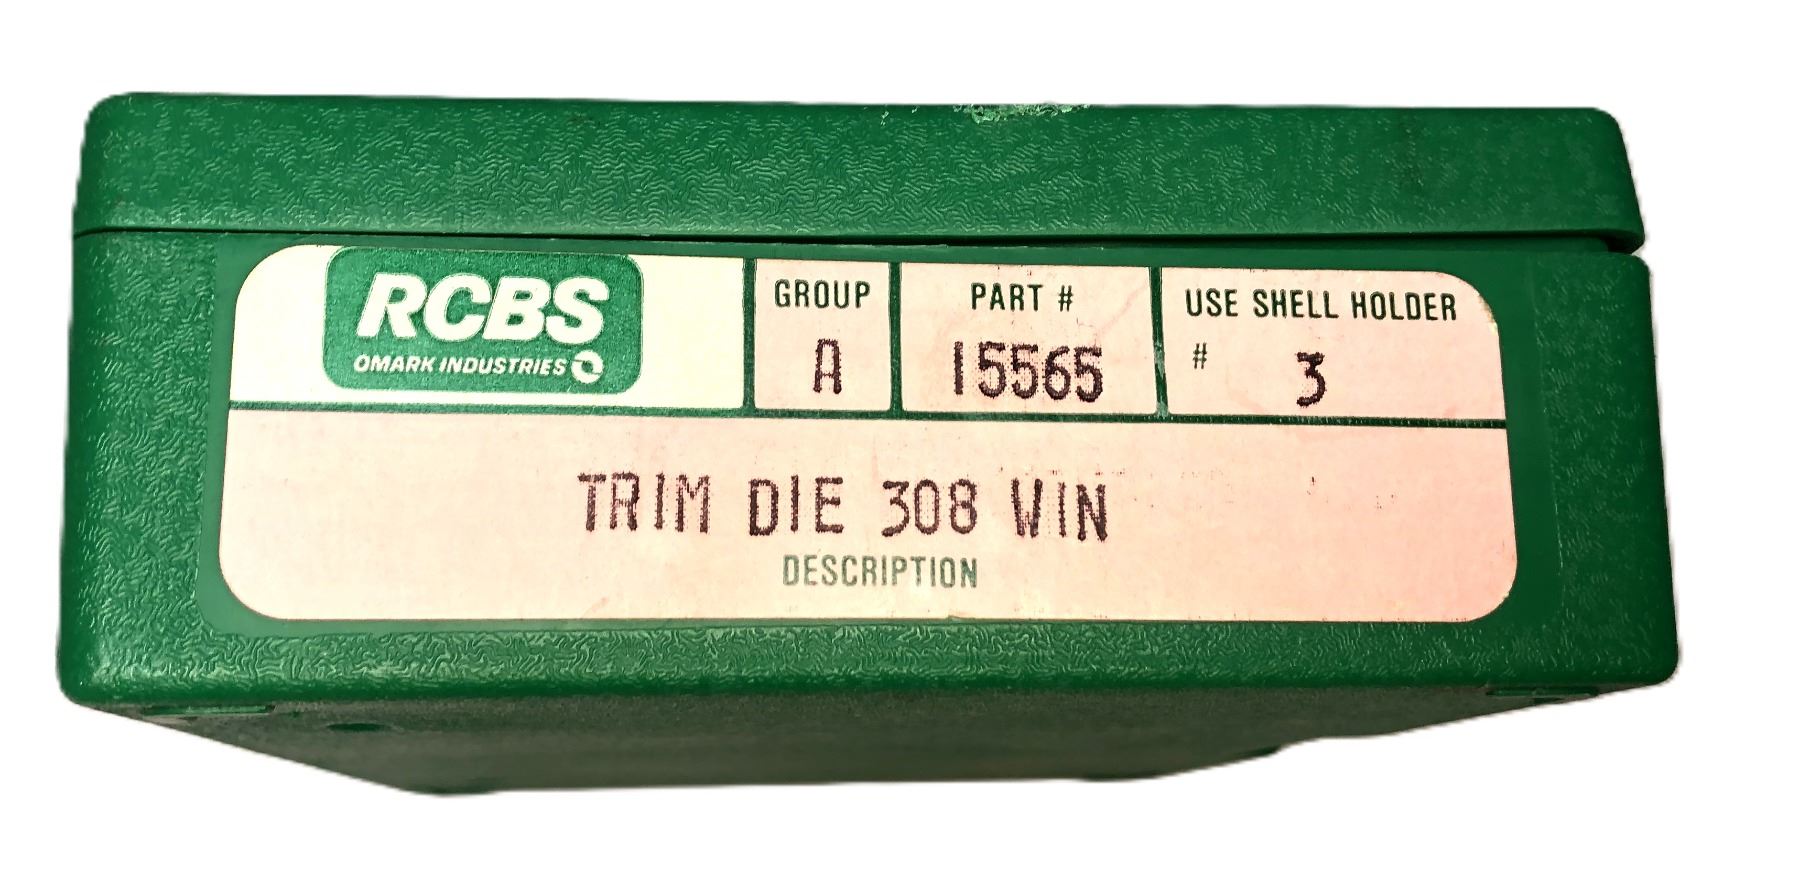 RCBS
OMARK INDUSTRIES
GROUP
A
PART #
15565
USE SHELL HOLDER
# 3
TRIM DIE 308 WIN
DESCRIPTION